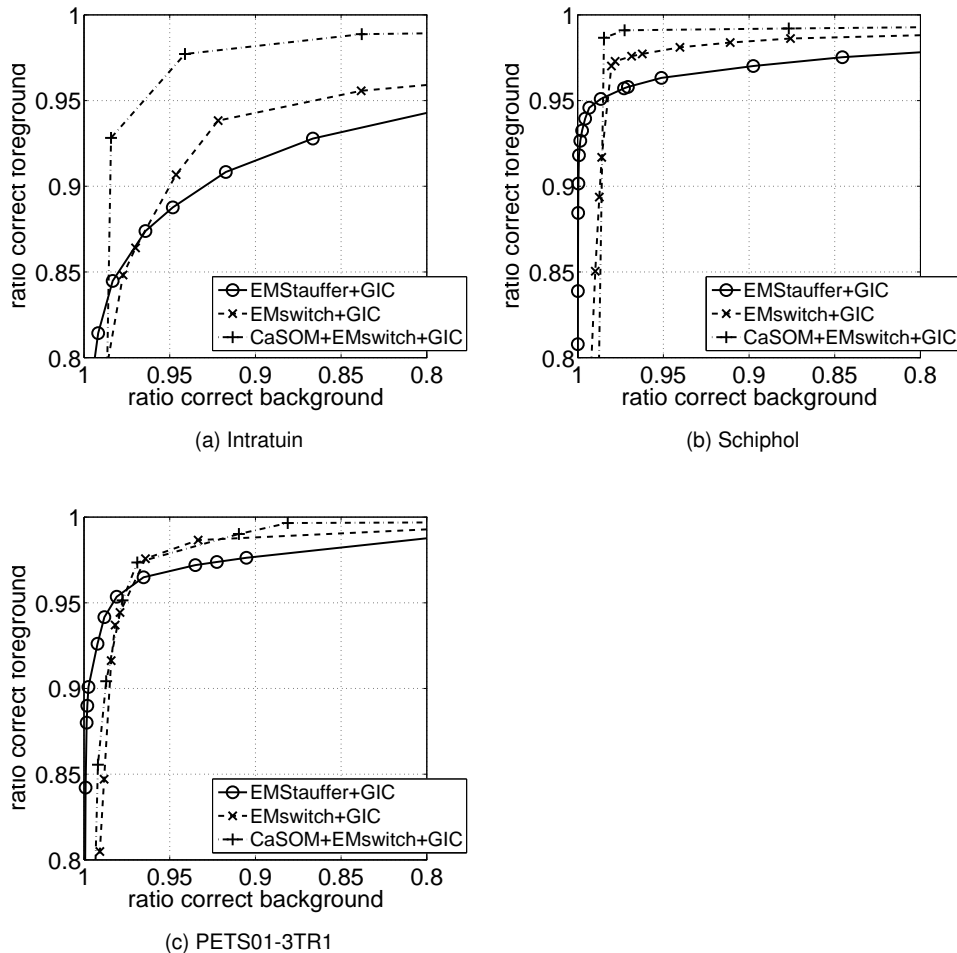 1
0.95
0.9
0.85
0.8
ratio correct foreground
EMStauffer+GIC
EMswitch+GIC
CaSOM+EMswitch+GIC
1 0.95 0.9 0.85 0.8
ratio correct background
(a) Intratuin
1
0.95
0.9
0.85
0.8
ratio correct foreground
EMStauffer+GIC
EMswitch+GIC
CaSOM+EMswitch+GIC
1 0.95 0.9 0.85 0.8
ratio correct background
(b) Schiphol
1
0.95
0.9
0.85
0.8
ratio correct foreground
EMStauffer+GIC
EMswitch+GIC
CaSOM+EMswitch+GIC
1 0.95 0.9 0.85 0.8
ratio correct background
(c) PETS01-3TR1